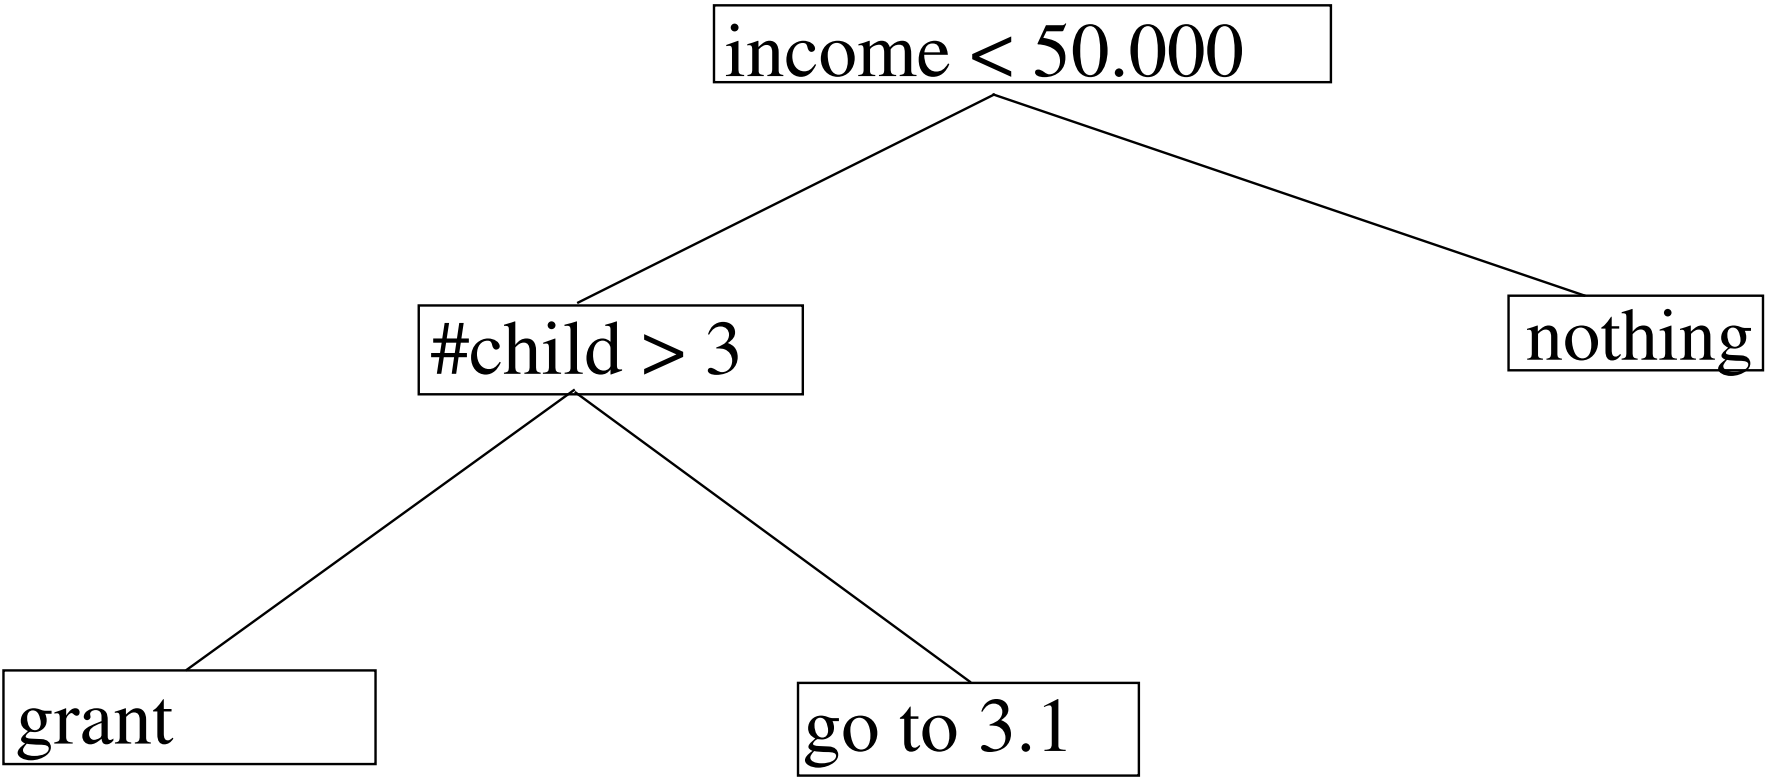 income < 50.000
#child > 3
nothing
grant
go to 3.1